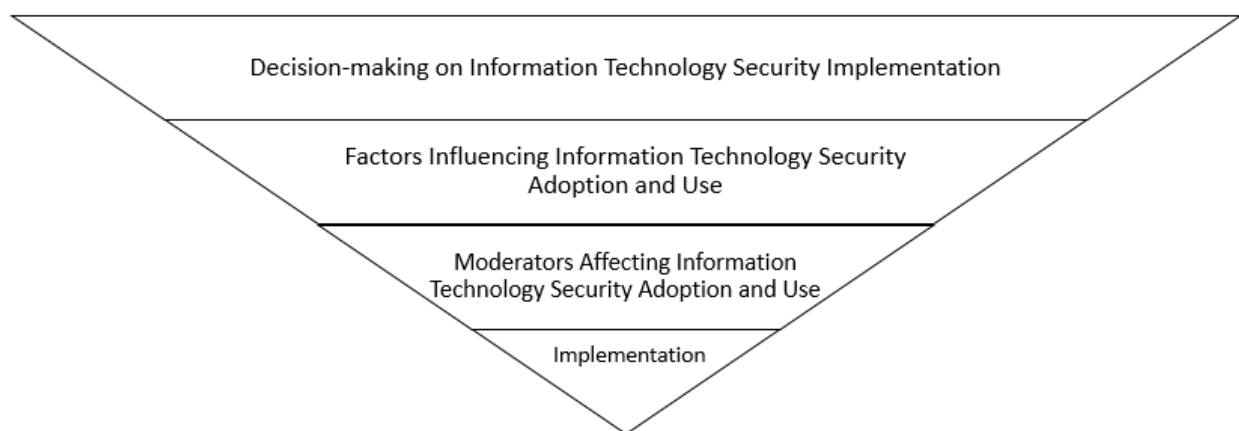 Decision-making on Information Technology Security Implementation
Factors Influencing Information Technology Security
Adoption and Use
Moderators Affecting Information
Technology Security Adoption and Use
Implementation